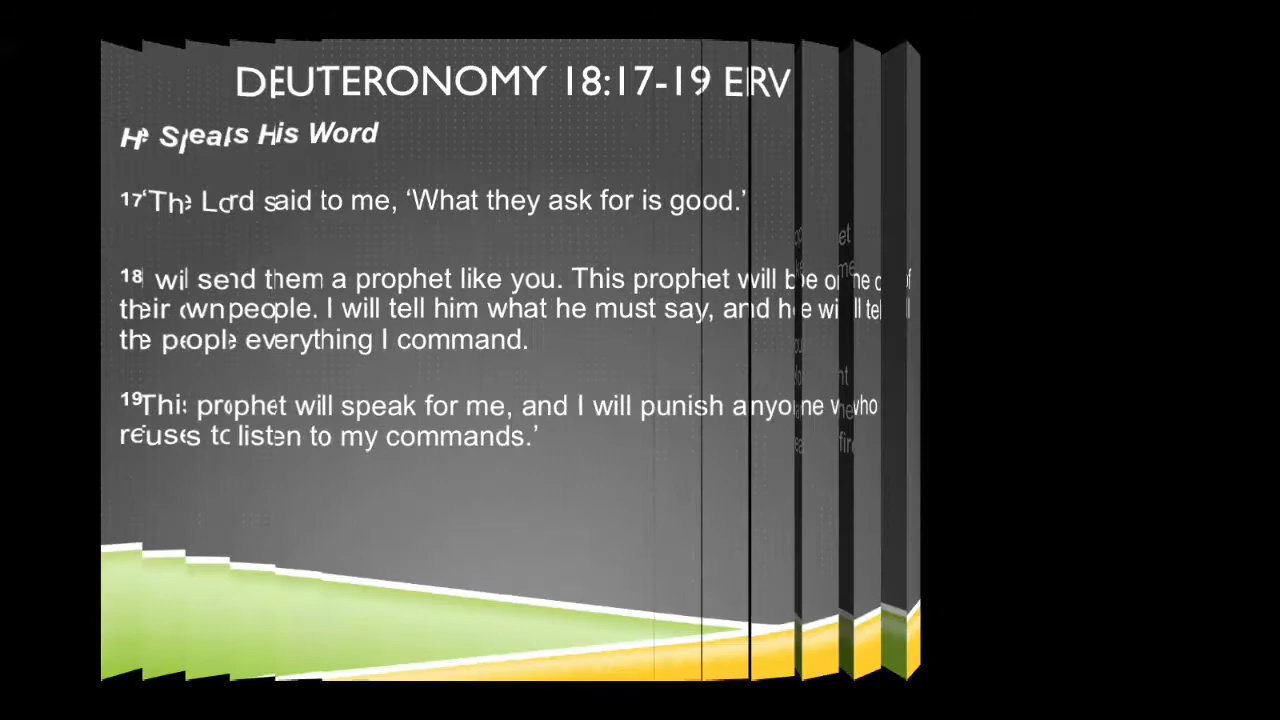 DEUTERONOMY 18:17-19 ERV
He Speaks His Word
17 'The Lord said to me, ‘What they ask for is good.’
18 I will send them a prophet like you. This prophet will be one of
their own people. I will tell him what he must say, and he will tell
the people everything I command.
19 This prophet will speak for me, and I will punish anyone who
refuses to listen to my commands.’